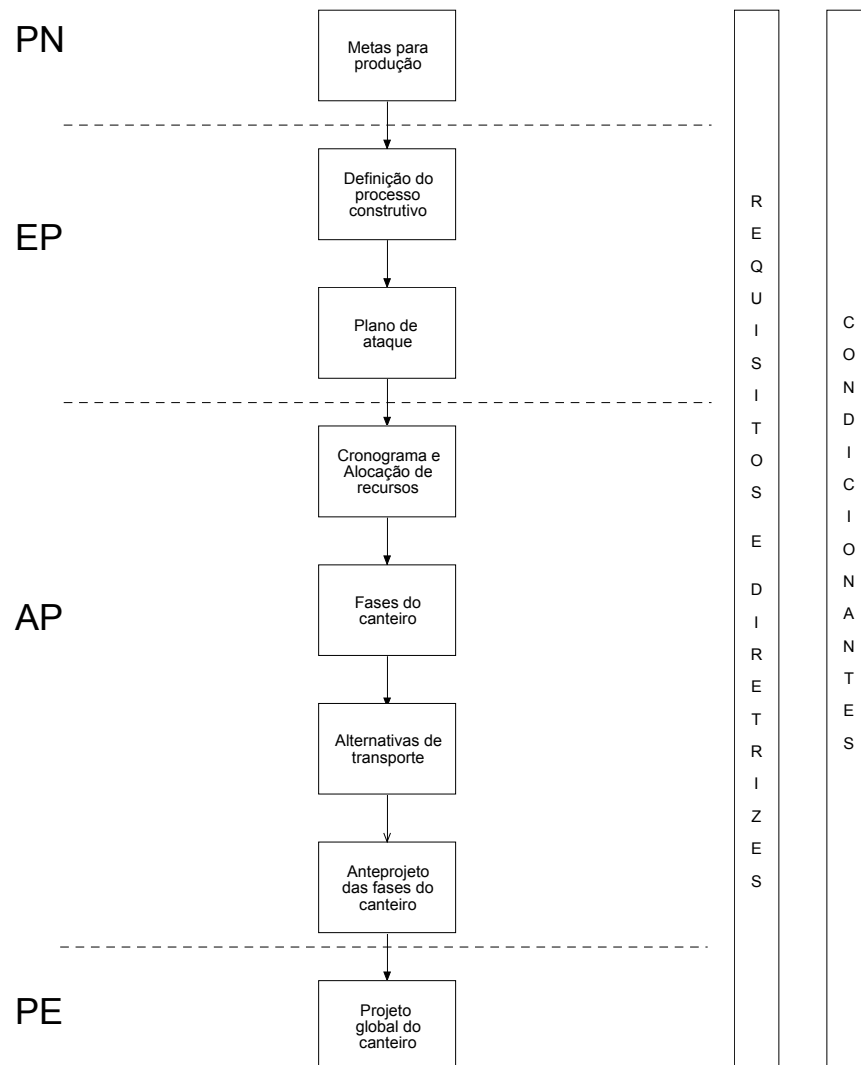 PN
Metas para
produção
EP
Definição do
processo
construtivo
Plano de
ataque
AP
Cronograma e
Alocação de
recursos
Fases do
canteiro
Alternativas de
transporte
Anteprojeto
das fases do
canteiro
PE
Projeto
global do
canteiro
REQUISITOS E DIRETRIZES
CONDICIONANTES